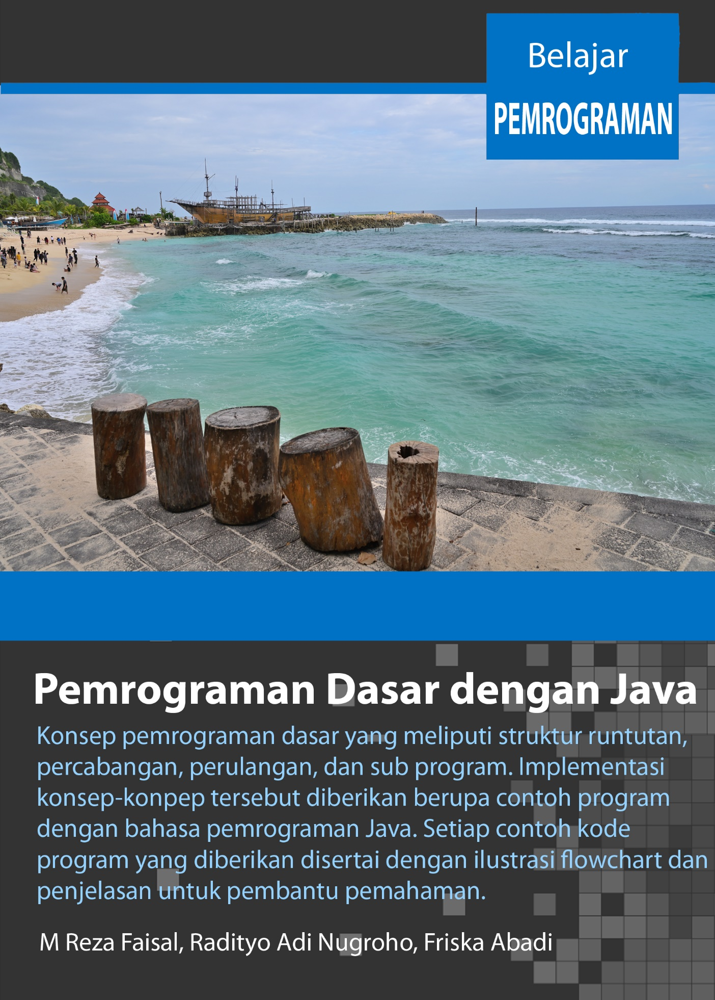 Belajar
PEMROGRAMAN
Pemrograman Dasar dengan Java
Konsep pemrograman dasar yang meliputi struktur runtutan,
percabangan, perulangan, dan sub program. Implementasi
konsep-konpep tersebut diberikan berupa contoh program
dengan bahasa pemrograman Java. Setiap contoh kode
program yang diberikan disertai dengan ilustrasi flowchart dan
penjelasan untuk pembantu pemahaman.
M Reza Faisal, Radityo Adi Nugroho, Friska Abadi